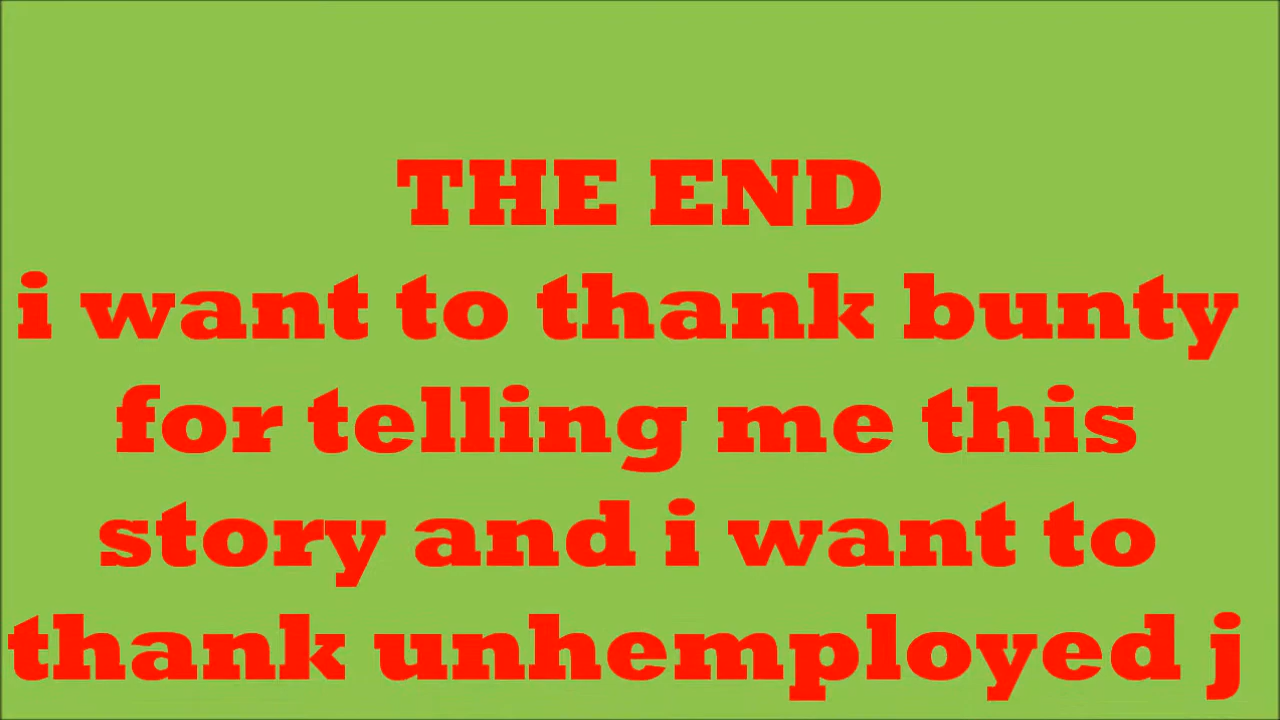 THE END
i want to thank bunty
for telling me this
story and i want to
thank unhemployed j